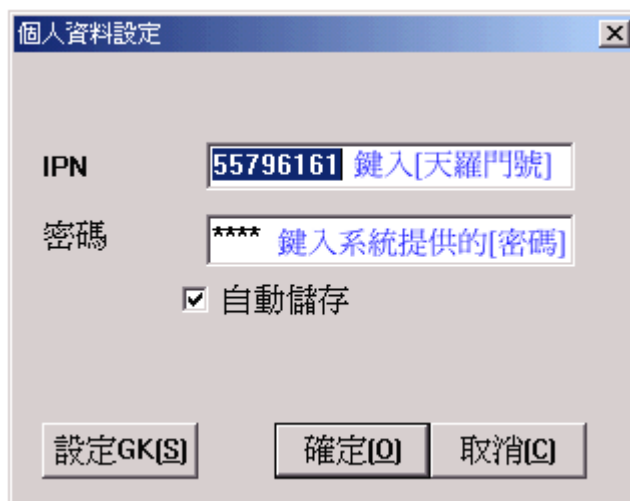 個人資料設定
IPN 55796161 鍵入[天羅門號]
密碼 **** 鍵入系統提供的[密碼]
自動儲存
設定GK(S) 確定(O) 取消(C)